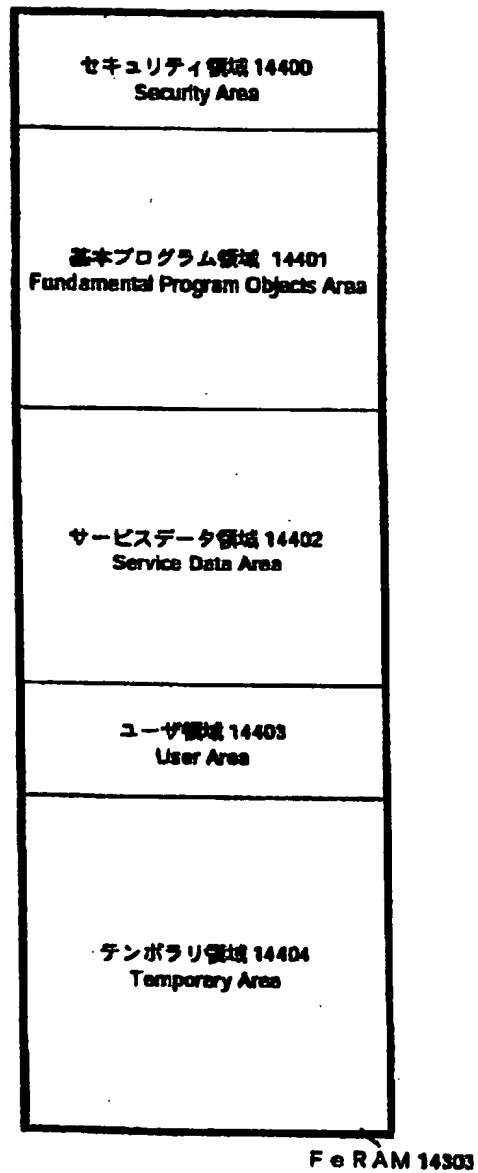 セキュリティ領域 14400
Security Area
基本プログラム領域 14401
Fundamental Program Objects Area
サービスデータ領域 14402
Service Data Area
ユーザ領域 14403
User Area
テンポラリ領域 14404
Temporary Area
FeRAM 14303